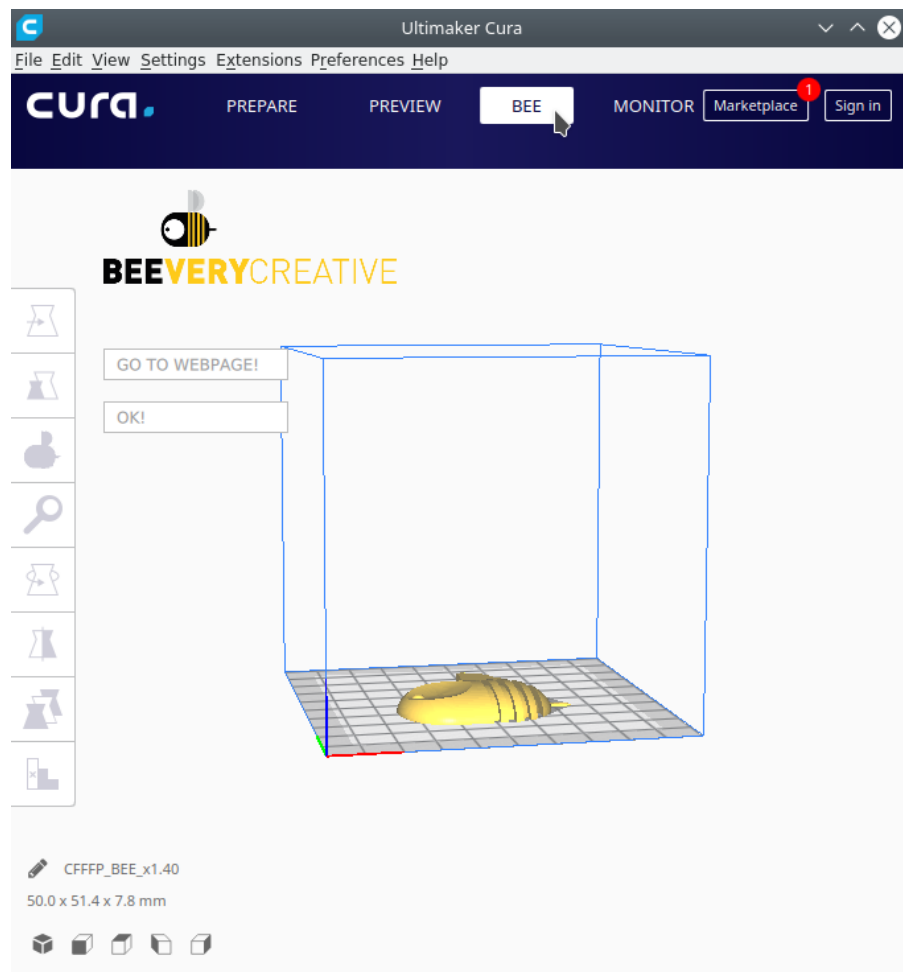 Ultimaker Cura
File Edit View Settings Extensions Preferences Help
cura. PREPARE PREVIEW BEE MONITOR Marketplace 1 Sign in
BEEVERYCREATIVE
GO TO WEBPAGE!
OK!
CFFFP_BEE_x1.40
50.0 x 51.4 x 7.8 mm